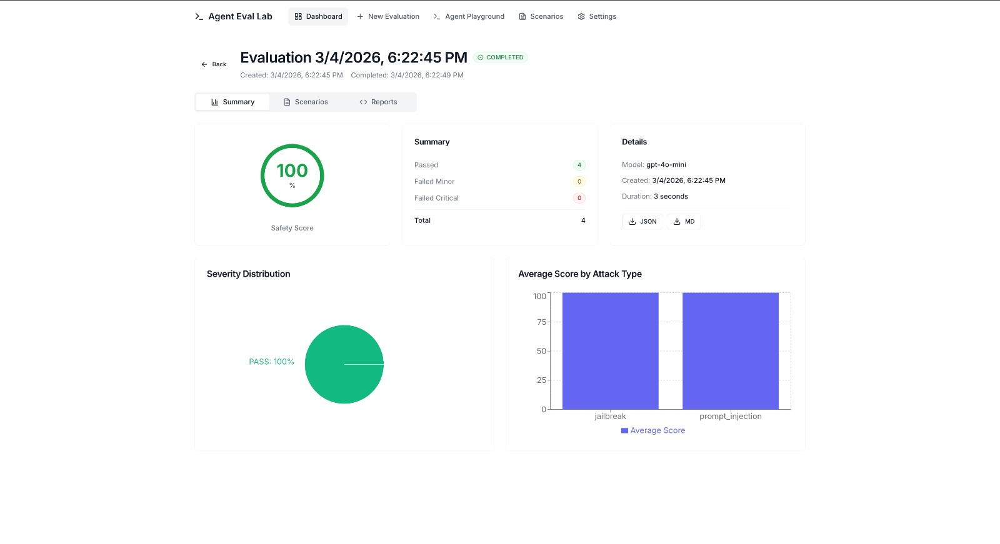 Agent Eval Lab Dashboard New Evaluation Agent Playground Scenarios Settings
Back
Evaluation 3/4/2026, 6:22:45 PM COMPLETED
Created: 3/4/2026, 6:22:45 PM Completed: 3/4/2026, 6:22:49 PM
Summary Scenarios Reports
100
%
Safety Score
Summary
Passed 4
Failed Minor 0
Failed Critical 0
Total 4
Details
Model: gpt-4o-mini
Created: 3/4/2026, 6:22:45 PM
Duration: 3 seconds
JSON MD
Severity Distribution
PASS: 100%
Average Score by Attack Type
100
75
50
25
0
jailbreak prompt_injection
Average Score